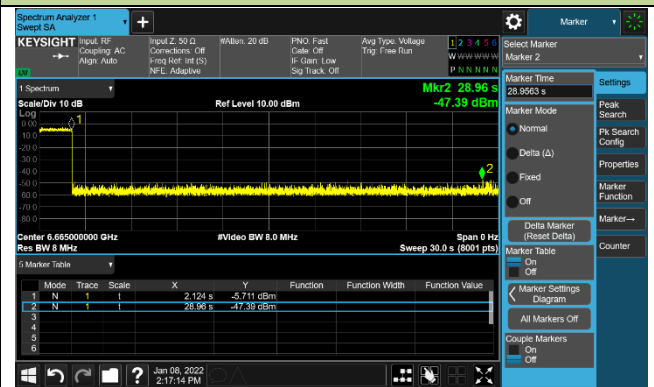 Spectrum Analyzer 1
Swept SA
+
Marker
KEYSIGHT
Input: RF
Coupling: AC
Align: Auto
Input Z: 50 Ω
Corrections: Off
Freq Ref: Int (S)
NFE: Adaptive
#Atten: 20 dB
PNO: Fast
Gate: Off
IF Gain: Low
Sig Track: Off
Avg Type: Voltage
Trig: Free Run
1 2 3 4 5 6
W W W W W W
P N N N N N
LXI
Select Marker
Marker 2
1 Spectrum
Mkr2 28.96 s
Scale/Div 10 dB
Ref Level 10.00 dBm
-47.39 dBm
Log
0.00
-10.0
-20.0
-30.0
-40.0
-50.0
-60.0
-70.0
-80.0
1
2
Center 6.665000000 GHz
#Video BW 8.0 MHz
Span 0 Hz
Res BW 8 MHz
Sweep 30.0 s (8001 pts)
5 Marker Table
Mode Trace Scale X Y Function Function Width Function Value
1 N 1 t 2.124 s -5.711 dBm
2 N 1 t 28.96 s -47.39 dBm
3
4
5
6
Marker Time
28.9563 s
Marker Mode
Normal
Delta (Δ)
Fixed
Off
Delta Marker
(Reset Delta)
Marker Table
On
Off
Marker Settings
Diagram
All Markers Off
Couple Markers
On
Off
Settings
Peak
Search
Pk Search
Config
Properties
Marker
Function
Marker→
Counter
?
Jan 08, 2022
2:17:14 PM